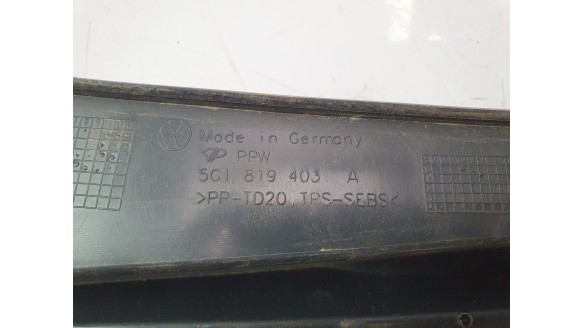 Made in Germany
PPW
5C1 819 403 A
>PP-TD20,TPS-SEBS<